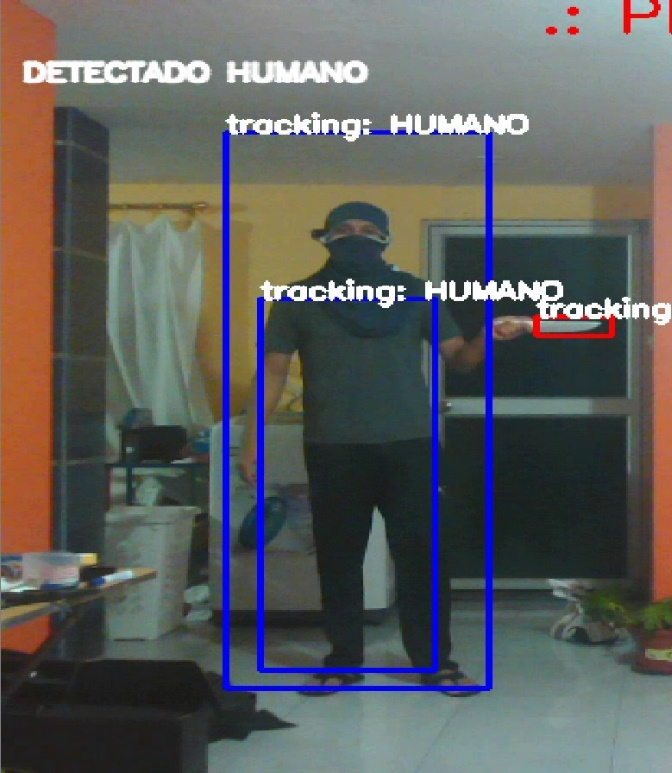 .: P
DETECTADO HUMANO
tracking: HUMANO
tracking: HUMANO
tracking